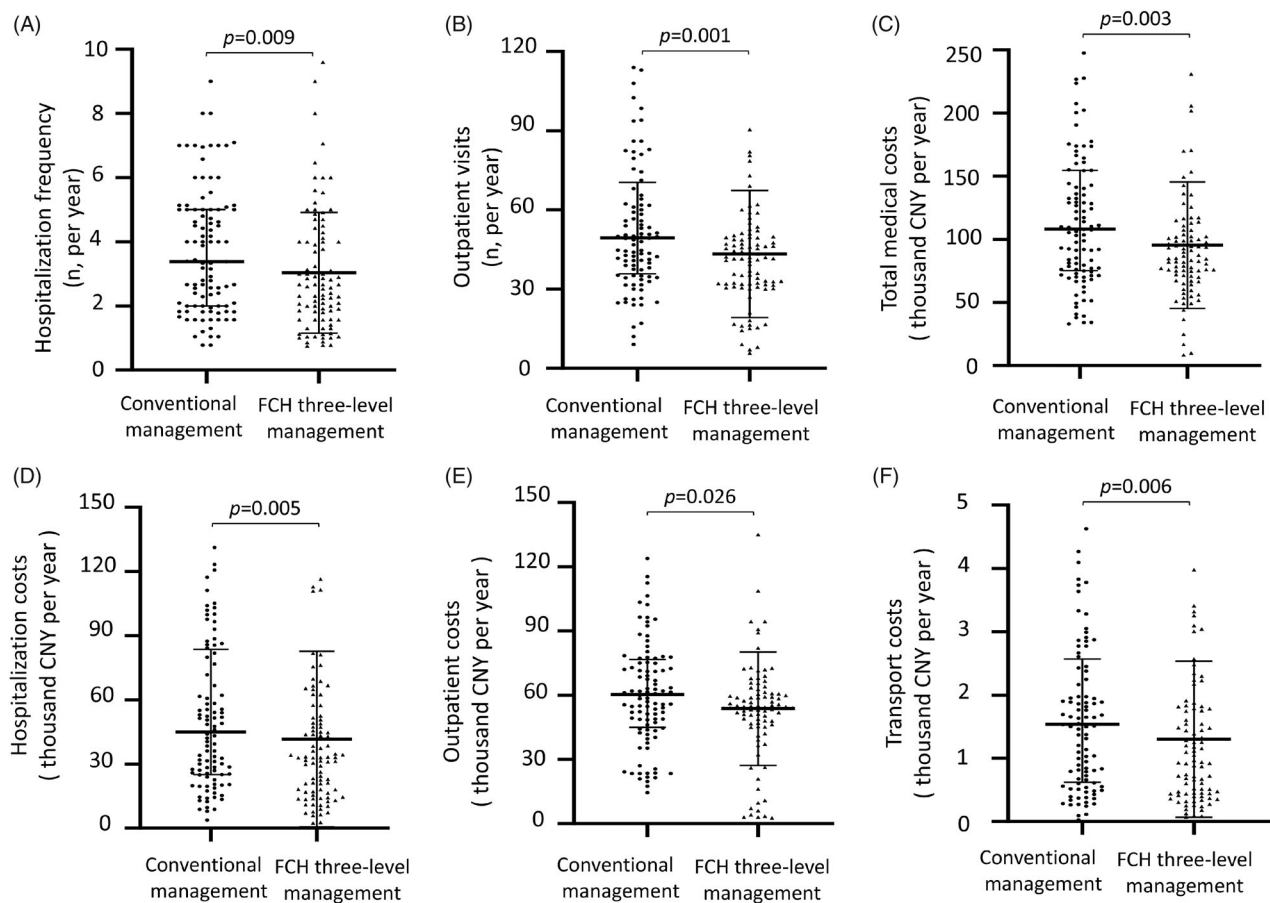 (A)
p=0.009
10
8
6
4
2
0
Hospitalization frequency
(n, per year)
Conventional
management
FCH three-level
management
(B)
p=0.001
120
90
60
30
0
Outpatient visits
(n, per year)
Conventional
management
FCH three-level
management
(C)
p=0.003
250
200
150
100
50
0
Total medical costs
( thousand CNY per year)
Conventional
management
FCH three-level
management
(D)
p=0.005
150
120
90
60
30
0
Hospitalization costs
( thousand CNY per year )
Conventional
management
FCH three-level
management
(E)
p=0.026
150
120
90
60
30
0
Outpatient costs
( thousand CNY per year )
Conventional
management
FCH three-level
management
(F)
p=0.006
5
4
3
2
1
0
Transport costs
( thousand CNY per year )
Conventional
management
FCH three-level
management